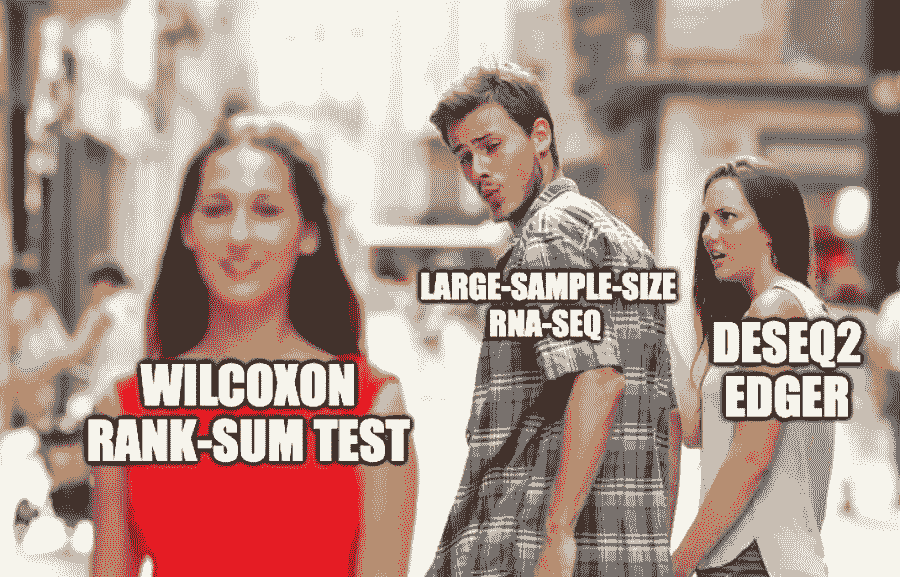 WILCOXON
RANK-SUM TEST
LARGE-SAMPLE-SIZE
RNA-SEQ
DESEQ2
EDGER